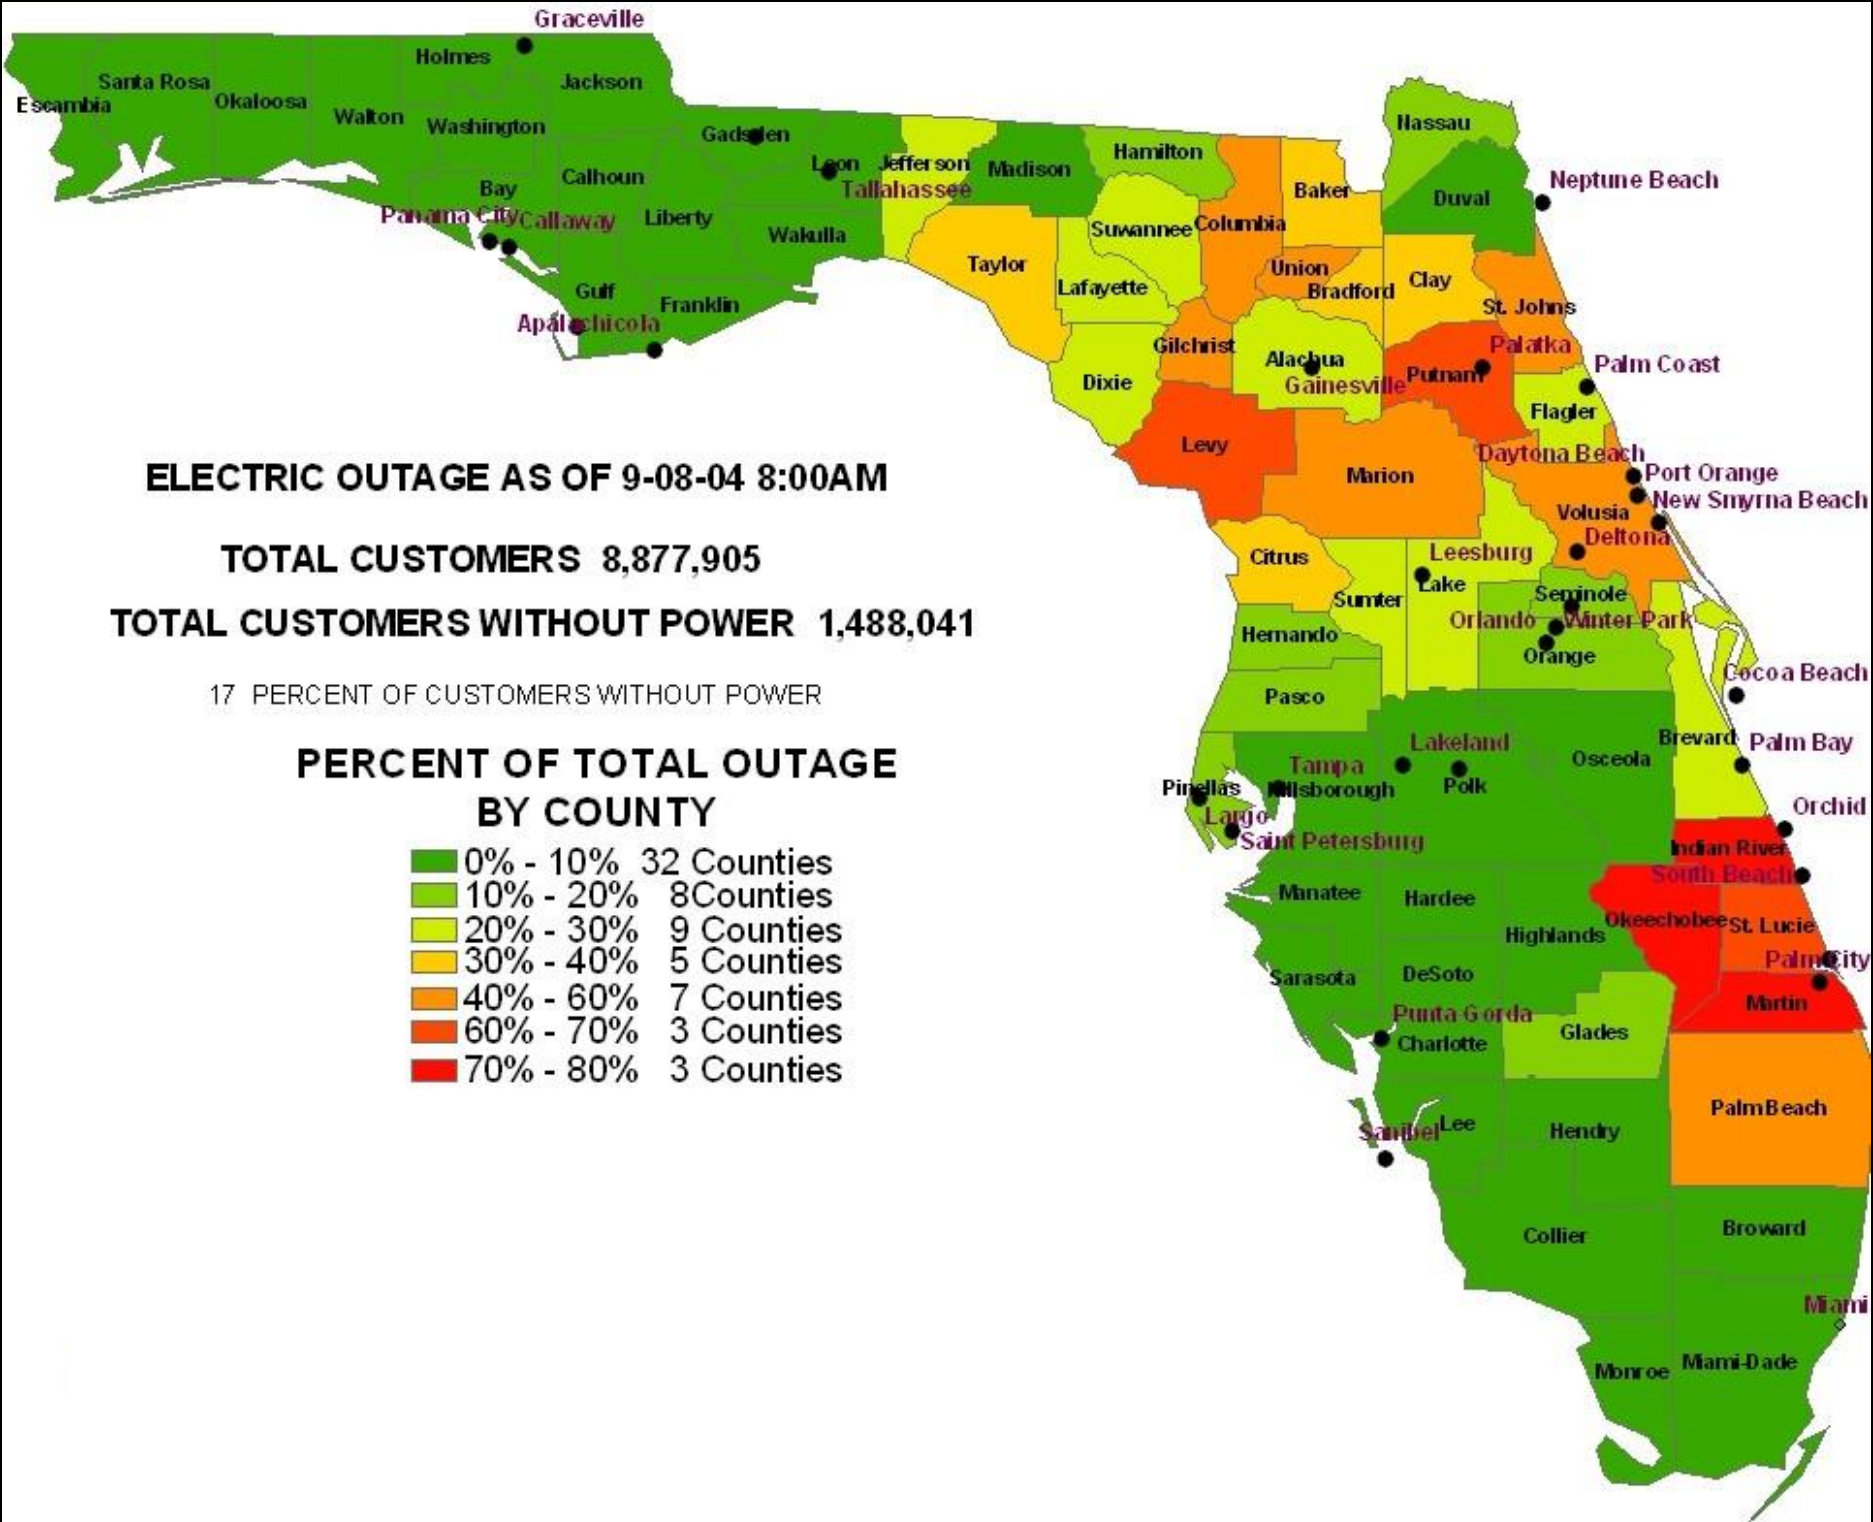 Graceville
Holmes
Santa Rosa
Jackson
Escambia
Okaloosa
Walton
Washington
Gadsden
Leon
Jefferson
Tallahassee
Madison
Hamilton
Nassau
Baker
Duval
Neptune Beach
Calhoun
Bay
Panama City
Callaway
Liberty
Wakulla
Suwannee
Columbia
Taylor
Union
Bradford
Clay
Lafayette
St. Johns
Gulf
Franklin
Apalachicola
Gilchrist
Alachua
Gainesville
Palatka
Putnam
Palm Coast
Dixie
Flagler
Levy
Marion
Daytona Beach
Port Orange
New Smyrna Beach
Volusia
Deltona
ELECTRIC OUTAGE AS OF 9-08-04 8:00AM
TOTAL CUSTOMERS 8,877,905
TOTAL CUSTOMERS WITHOUT POWER 1,488,041
17 PERCENT OF CUSTOMERS WITHOUT POWER
PERCENT OF TOTAL OUTAGE
BY COUNTY
0% - 10% 32 Counties
10% - 20% 8Counties
20% - 30% 9 Counties
30% - 40% 5 Counties
40% - 60% 7 Counties
60% - 70% 3 Counties
70% - 80% 3 Counties
Citrus
Leesburg
Lake
Sumter
Seminole
Orlando
Winter Park
Hernando
Orange
Pasco
Cocoa Beach
Brevard
Palm Bay
Lakeland
Osceola
Tampa
Pinellas
Hillsborough
Polk
Largo
Saint Petersburg
Orchid
Indian River
South Beach
Manatee
Hardee
Highlands
Okeechobee
St. Lucie
Palm City
Sarasota
DeSoto
Martin
Punta Gorda
Charlotte
Glades
Palm Beach
Sanibel
Lee
Hendry
Collier
Broward
Miami
Monroe
Miami-Dade